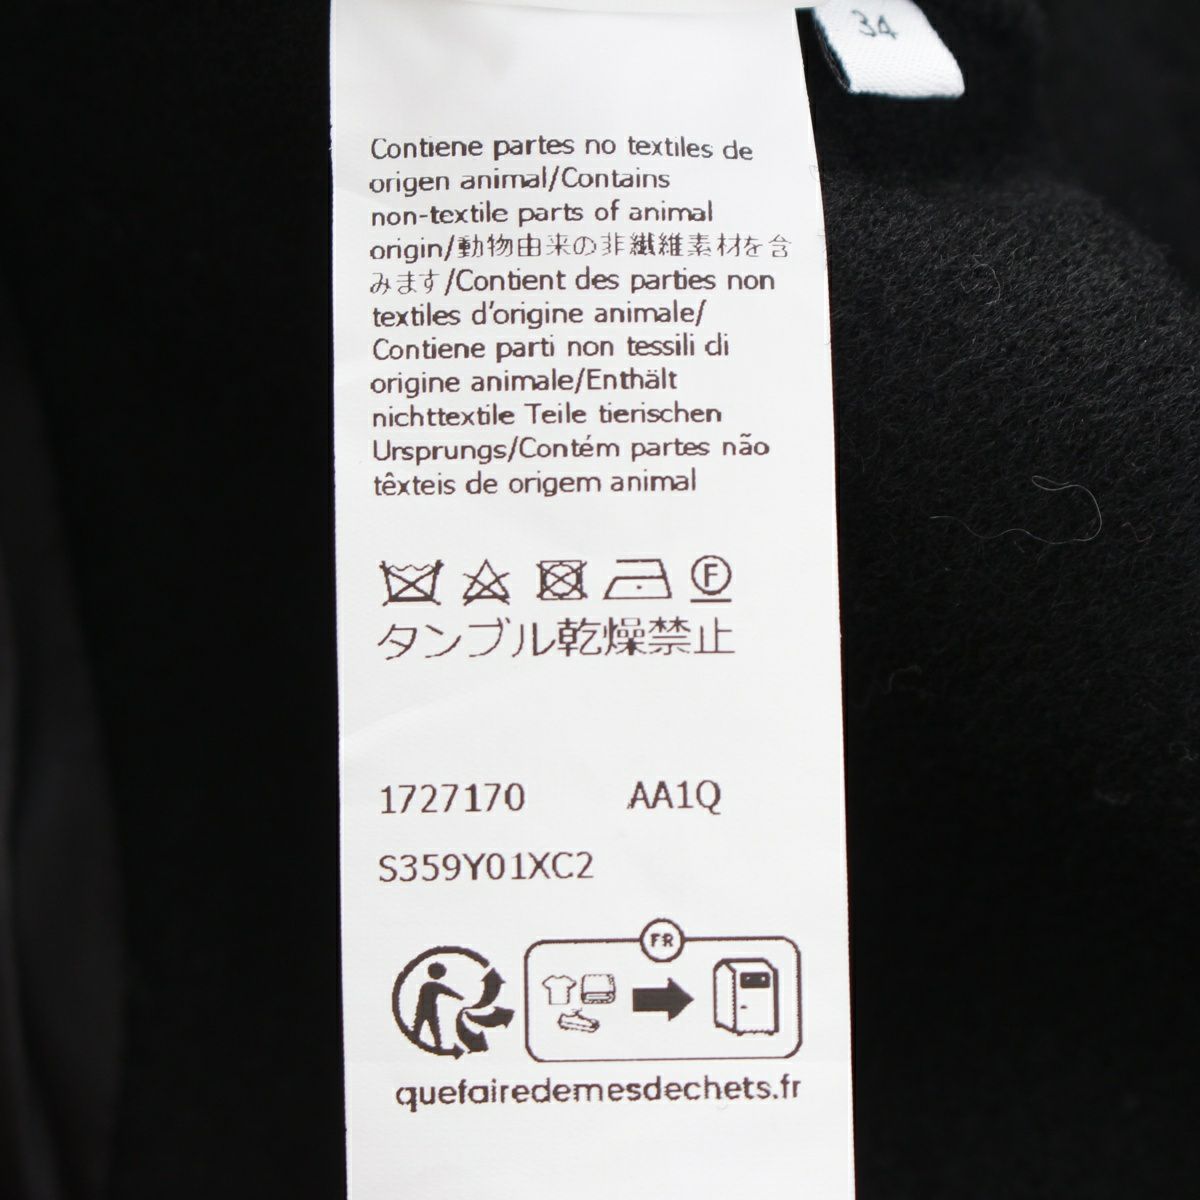 34
Contiene partes no textiles de
origen animal/Contains
non-textile parts of animal
origin/動物由来の非繊維素材を含
みます/Contient des parties non
textiles d'origine animale/
Contiene parti non tessili di
origine animale/Enthält
nichttextile Teile tierischen
Ursprungs/Contém partes não
têxteis de origem animal
F
タンブル乾燥禁止
1727170 AA1Q
S359Y01XC2
FR
quefairedemesdechets.fr